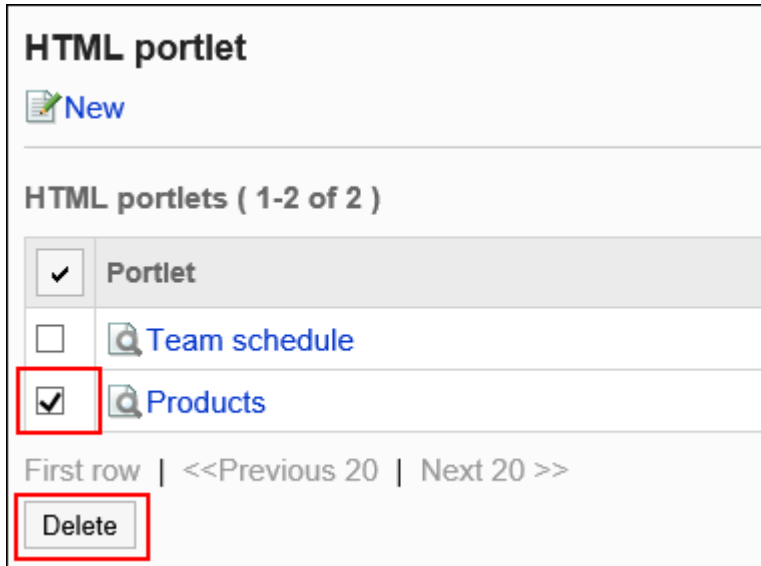 HTML portlet
New
HTML portlets ( 1-2 of 2 )
Portlet
Team schedule
Products
First row | <<Previous 20 | Next 20 >>
Delete